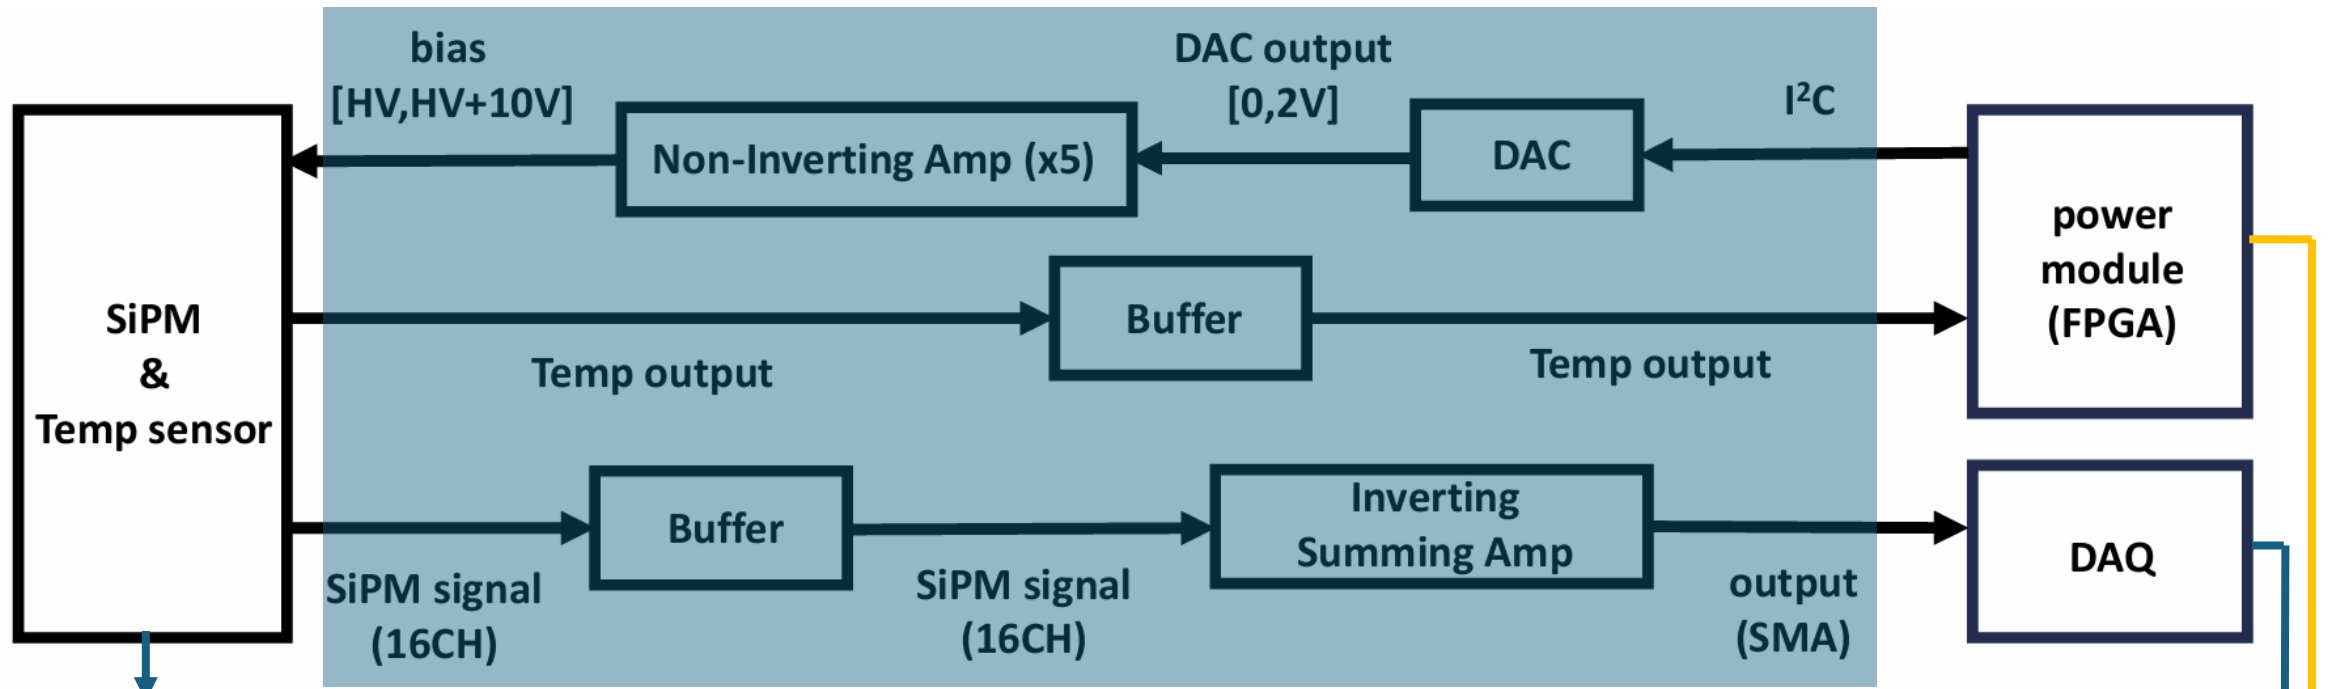 bias
[HV,HV+10V]
DAC output
[0,2V]
I²C
Non-Inverting Amp (x5)
DAC
power
module
(FPGA)
SiPM
&
Temp sensor
Buffer
Temp output
Temp output
Buffer
Inverting
Summing Amp
DAQ
SiPM signal
(16CH)
SiPM signal
(16CH)
output
(SMA)